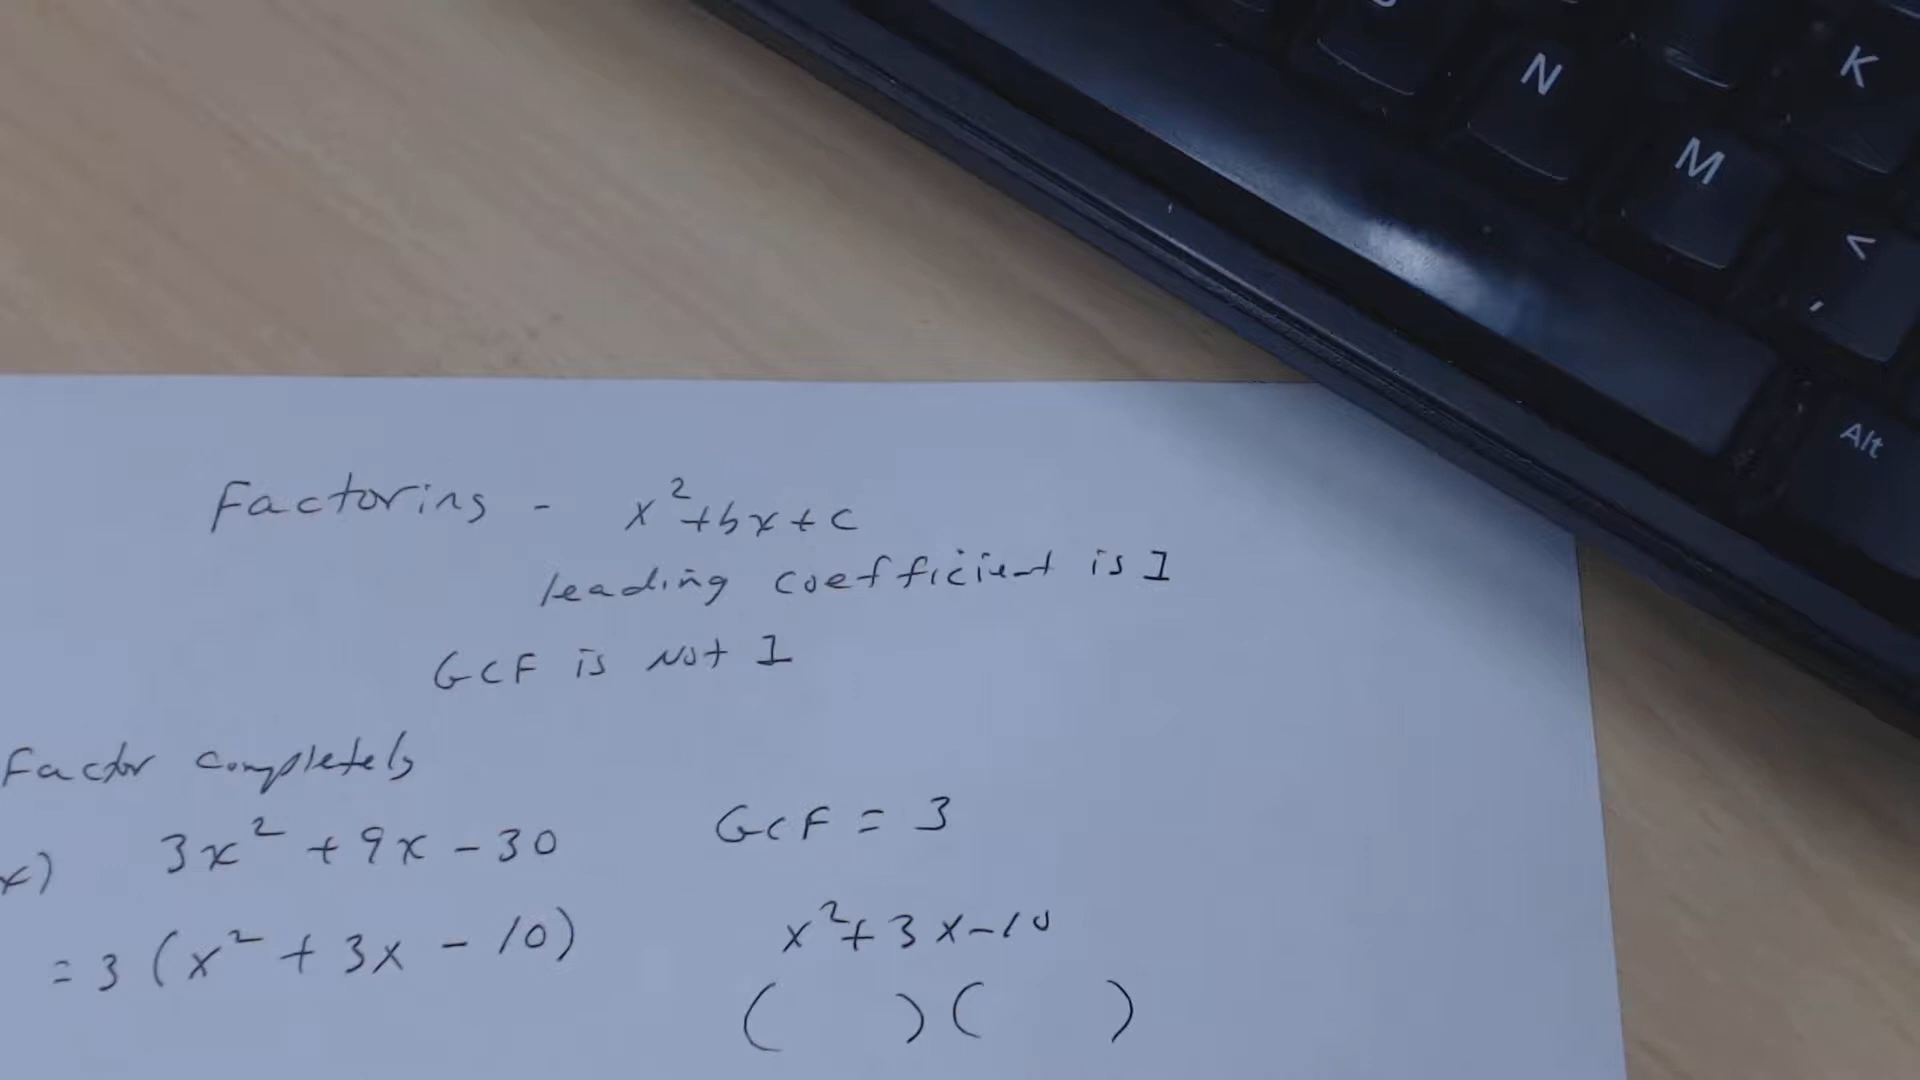 N
K
M
<
,
Alt
Factoring - x²+bx+c
leading coefficient is 1
GCF is Not 1
Factor completely
3x² + 9x - 30
GCF = 3
= 3 (x² + 3x - 10)
x² + 3x - 10
(   ) (   )